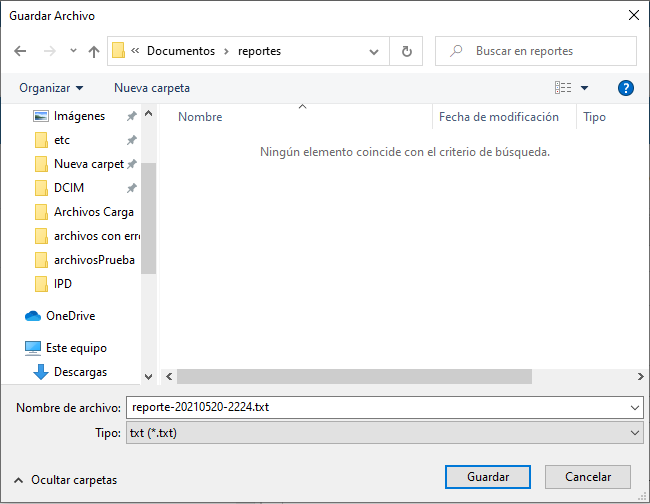 Guardar Archivo
« Documentos › reportes
Buscar en reportes
Organizar
Nueva carpeta
?
Nombre
Fecha de modificación
Tipo
Ningún elemento coincide con el criterio de búsqueda.
Imágenes
etc
Nueva carpet
DCIM
Archivos Carga
archivos con erro
archivosPrueba
IPD
OneDrive
Este equipo
Descargas
Nombre de archivo: reporte-20210520-2224.txt
Tipo: txt (*.txt)
Ocultar carpetas
Guardar
Cancelar